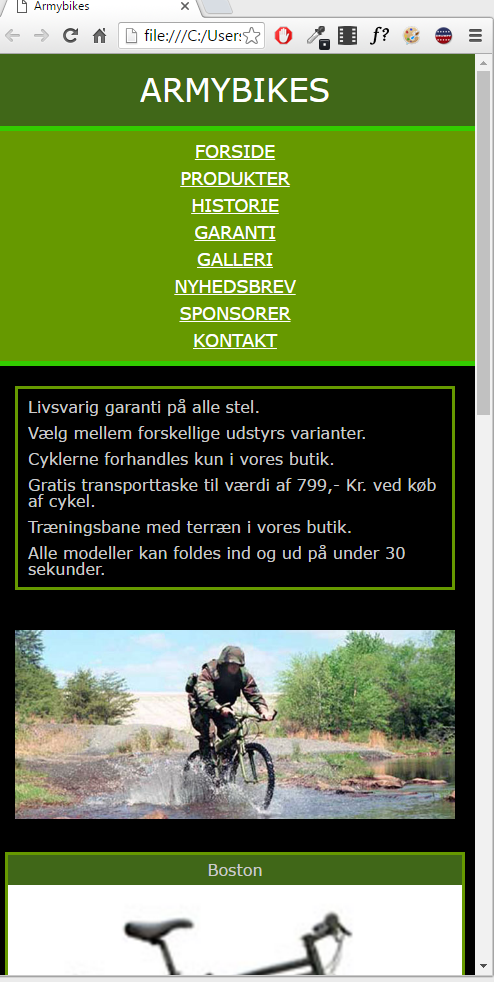 Armybikes
file:///C:/Users
f?
ARMYBIKES
FORSIDE
PRODUKTER
HISTORIE
GARANTI
GALLERI
NYHEDSBREV
SPONSORER
KONTAKT
Livsvarig garanti på alle stel.
Vælg mellem forskellige udstyrs varianter.
Cyklerne forhandles kun i vores butik.
Gratis transporttaske til værdi af 799,- Kr. ved køb
af cykel.
Træningsbane med terræn i vores butik.
Alle modeller kan foldes ind og ud på under 30
sekunder.
Boston